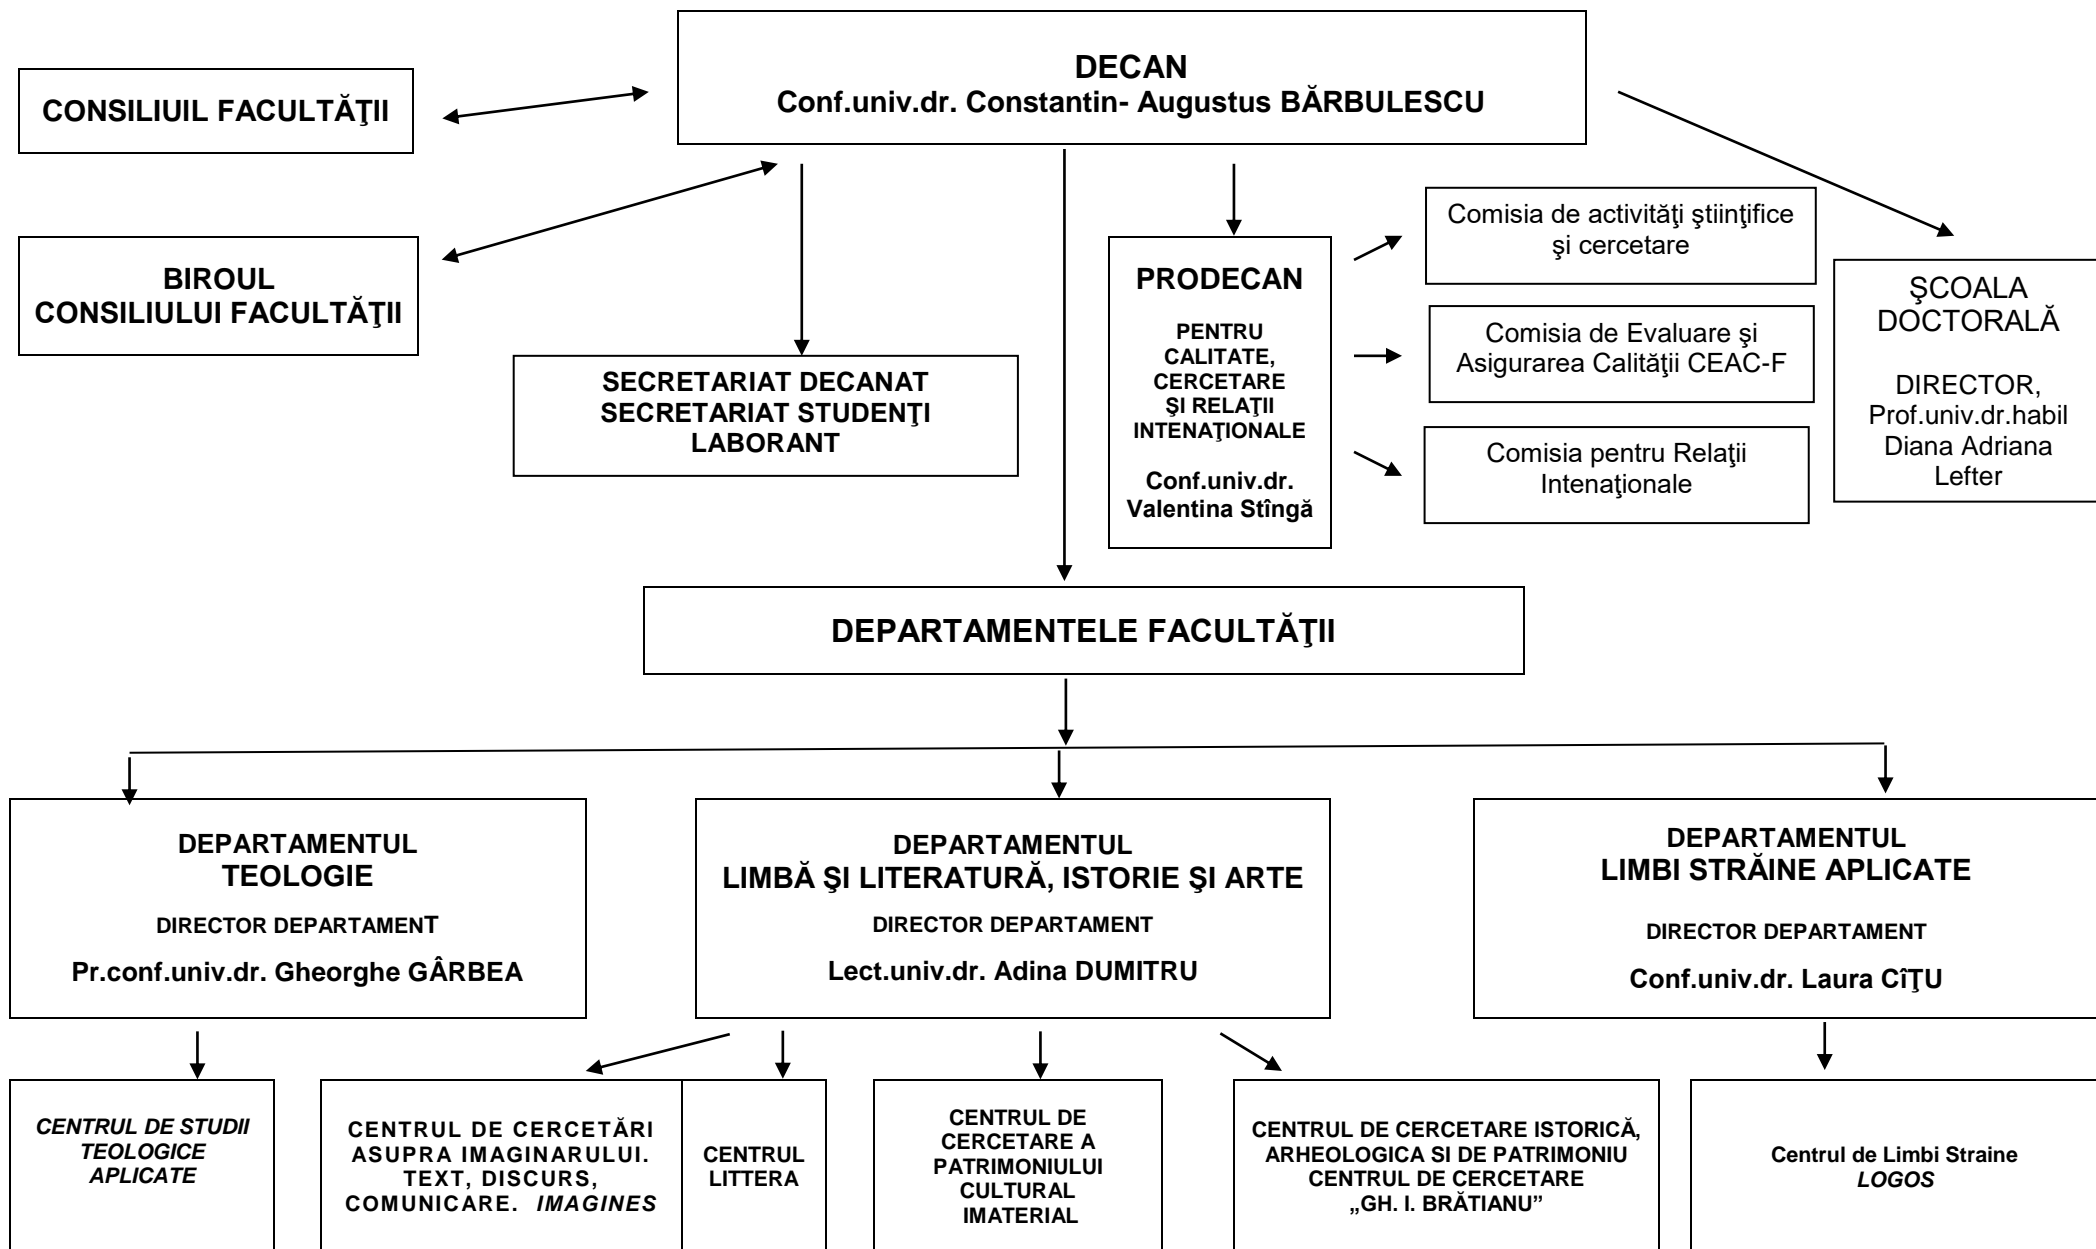 DECAN
Conf.univ.dr. Constantin- Augustus BĂRBULESCU
CONSILIUIL FACULTĂŢII
BIROUL
CONSILIULUI FACULTĂŢII
SECRETARIAT DECANAT
SECRETARIAT STUDENŢI
LABORANT
PRODECAN
PENTRU
CALITATE,
CERCETARE
ŞI RELAŢII
INTENAŢIONALE
Conf.univ.dr.
Valentina Stîngă
Comisia de activităţi ştiinţifice
şi cercetare
Comisia de Evaluare şi
Asigurarea Calităţii CEAC-F
Comisia pentru Relaţii
Intenaţionale
ŞCOALA
DOCTORALĂ
DIRECTOR,
Prof.univ.dr.habil
Diana Adriana
Lefter
DEPARTAMENTELE FACULTĂŢII
DEPARTAMENTUL
TEOLOGIE
DIRECTOR DEPARTAMENT
Pr.conf.univ.dr. Gheorghe GÂRBEA
DEPARTAMENTUL
LIMBĂ ŞI LITERATURĂ, ISTORIE ŞI ARTE
DIRECTOR DEPARTAMENT
Lect.univ.dr. Adina DUMITRU
DEPARTAMENTUL
LIMBI STRĂINE APLICATE
DIRECTOR DEPARTAMENT
Conf.univ.dr. Laura CîŢU
CENTRUL DE STUDII
TEOLOGICE
APLICATE
CENTRUL DE CERCETĂRI
ASUPRA IMAGINARULUI.
TEXT, DISCURS,
COMUNICARE. IMAGINES
CENTRUL
LITTERA
CENTRUL DE
CERCETARE A
PATRIMONIULUI
CULTURAL
IMATERIAL
CENTRUL DE CERCETARE ISTORICĂ,
ARHEOLOGICA SI DE PATRIMONIU
CENTRUL DE CERCETARE
„GH. I. BRĂTIANU”
Centrul de Limbi Straine
LOGOS